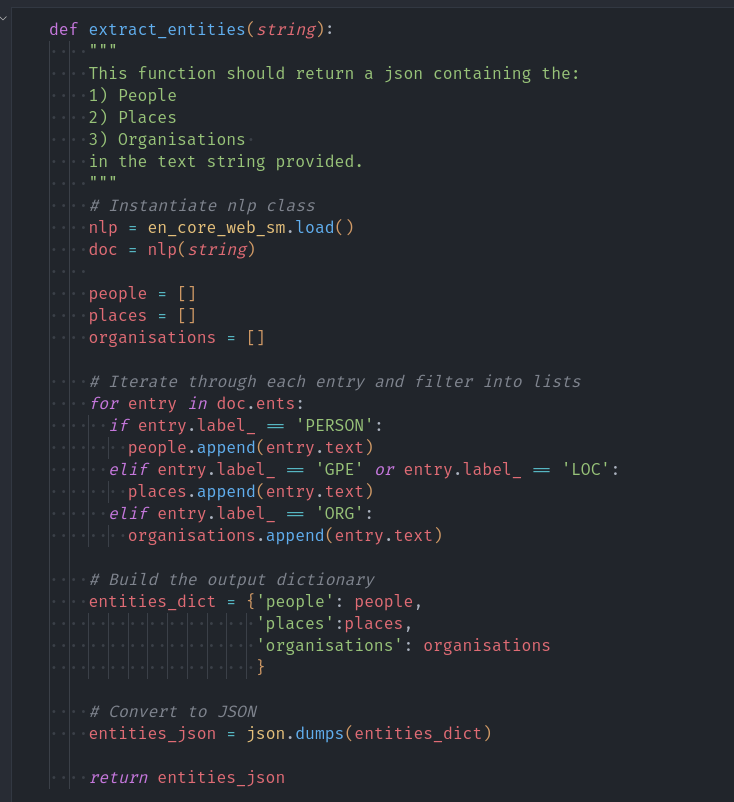 def extract_entities(string):
    """
    This function should return a json containing the:
    1) People
    2) Places
    3) Organisations
    in the text string provided.
    """
    # Instantiate nlp class
    nlp = en_core_web_sm.load()
    doc = nlp(string)

    people = []
    places = []
    organisations = []

    # Iterate through each entry and filter into lists
    for entry in doc.ents:
      if entry.label_ == 'PERSON':
        people.append(entry.text)
      elif entry.label_ == 'GPE' or entry.label_ == 'LOC':
        places.append(entry.text)
      elif entry.label_ == 'ORG':
        organisations.append(entry.text)

    # Build the output dictionary
    entities_dict = {'people': people,
                     'places':places,
                     'organisations': organisations
                     }

    # Convert to JSON
    entities_json = json.dumps(entities_dict)

    return entities_json